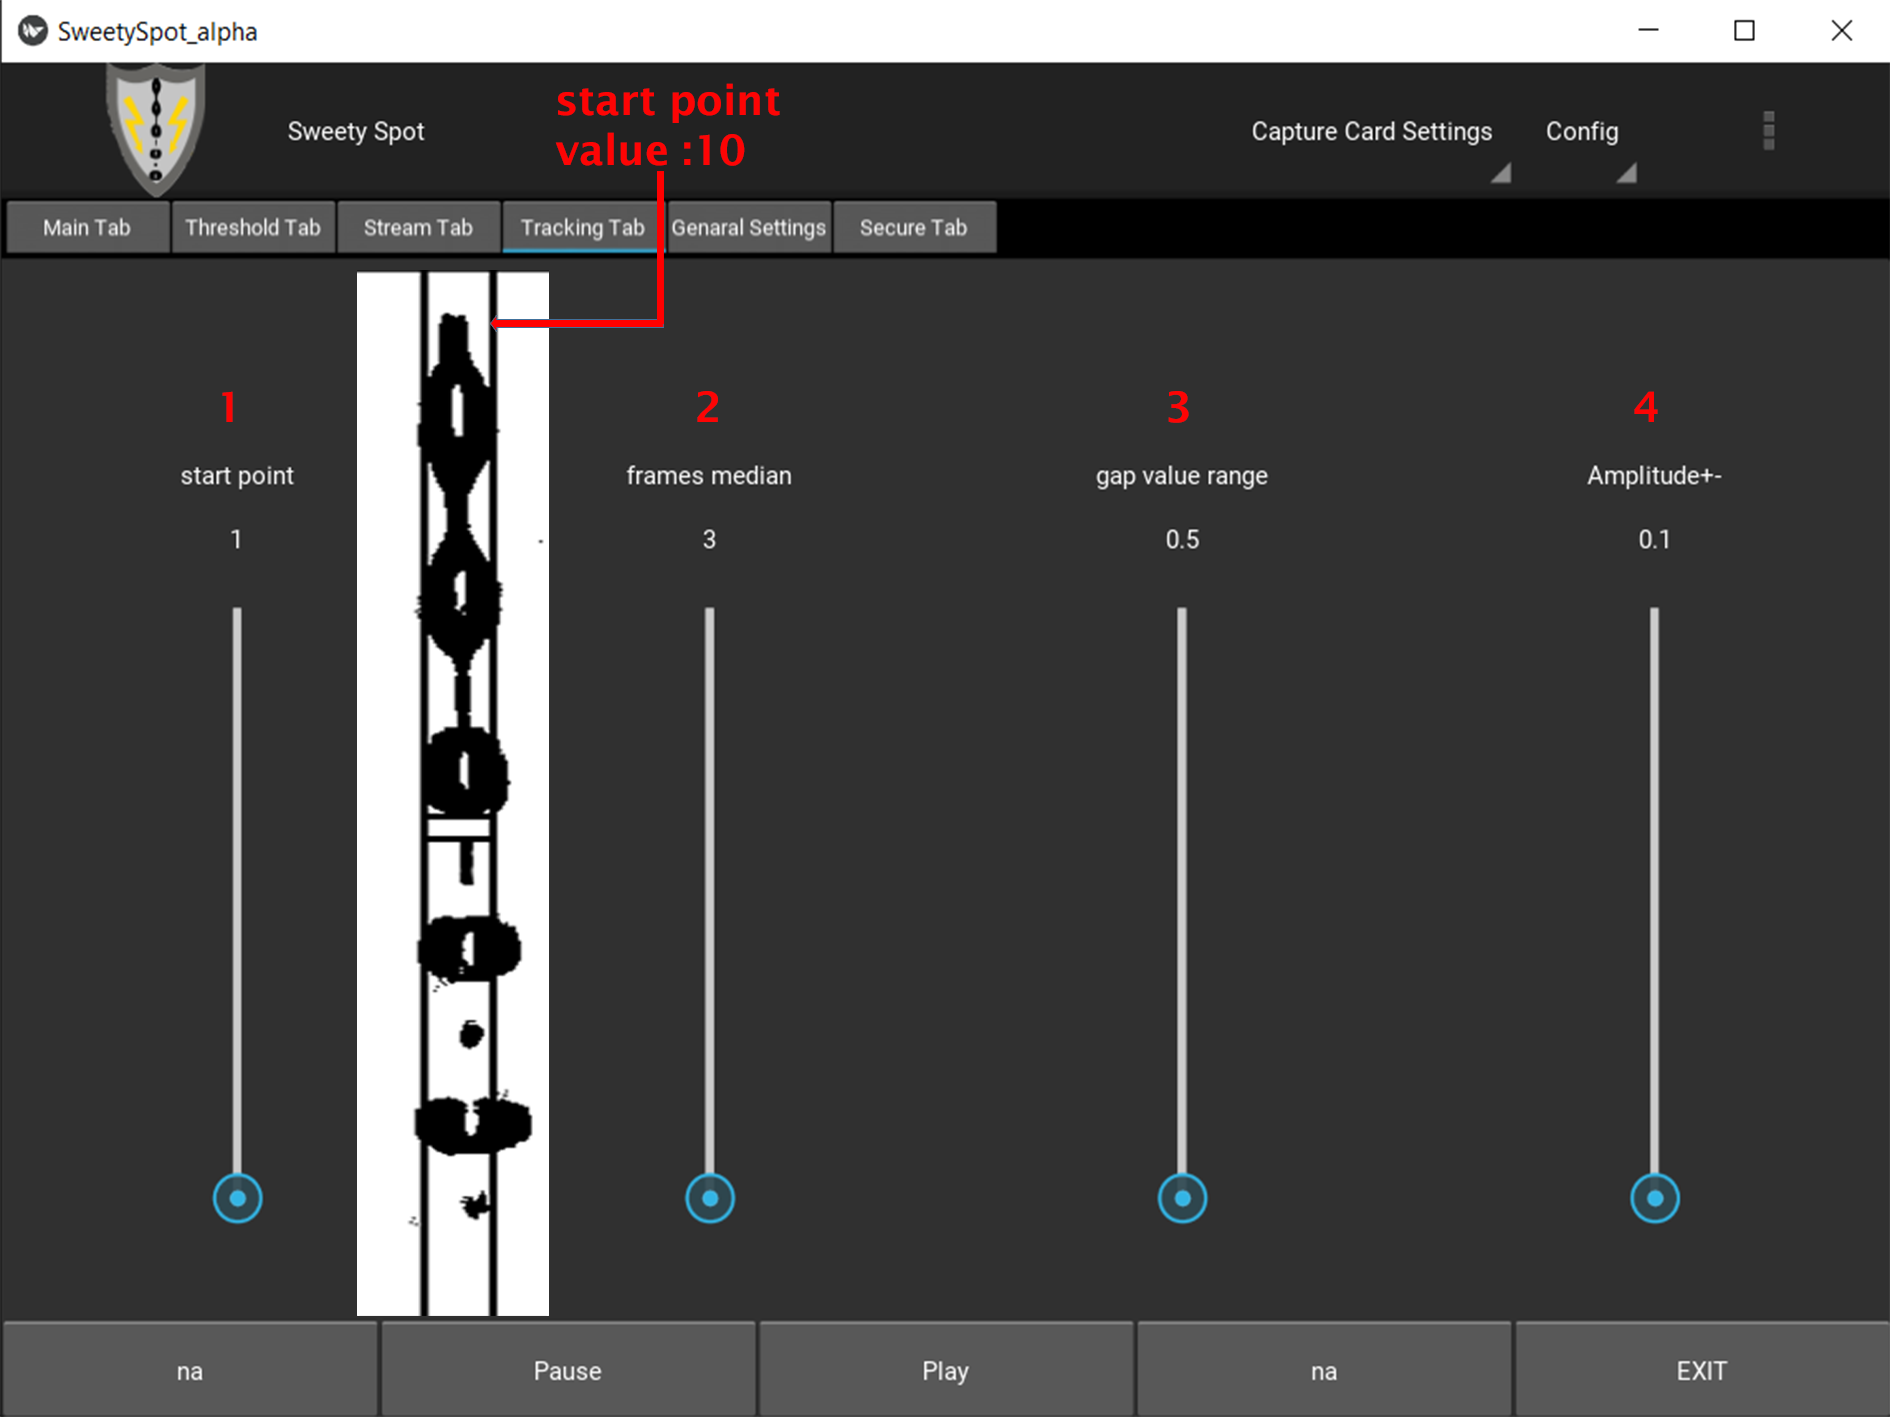 SweetySpot_alpha
Sweety Spot
start point
value :10
Capture Card Settings
Config
Main Tab
Threshold Tab
Stream Tab
Tracking Tab
Genaral Settings
Secure Tab
1
2
3
4
start point
frames median
gap value range
Amplitude+-
1
3
0.5
0.1
na
Pause
Play
na
EXIT